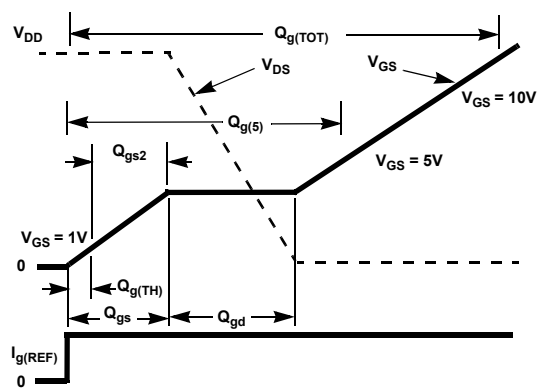 V_DD
Q_g(TOT)
V_DS
V_GS
V_GS = 10V
Q_g(5)
Q_gs2
V_GS = 5V
V_GS = 1V
0
Q_g(TH)
Q_gs
Q_gd
I_g(REF)
0